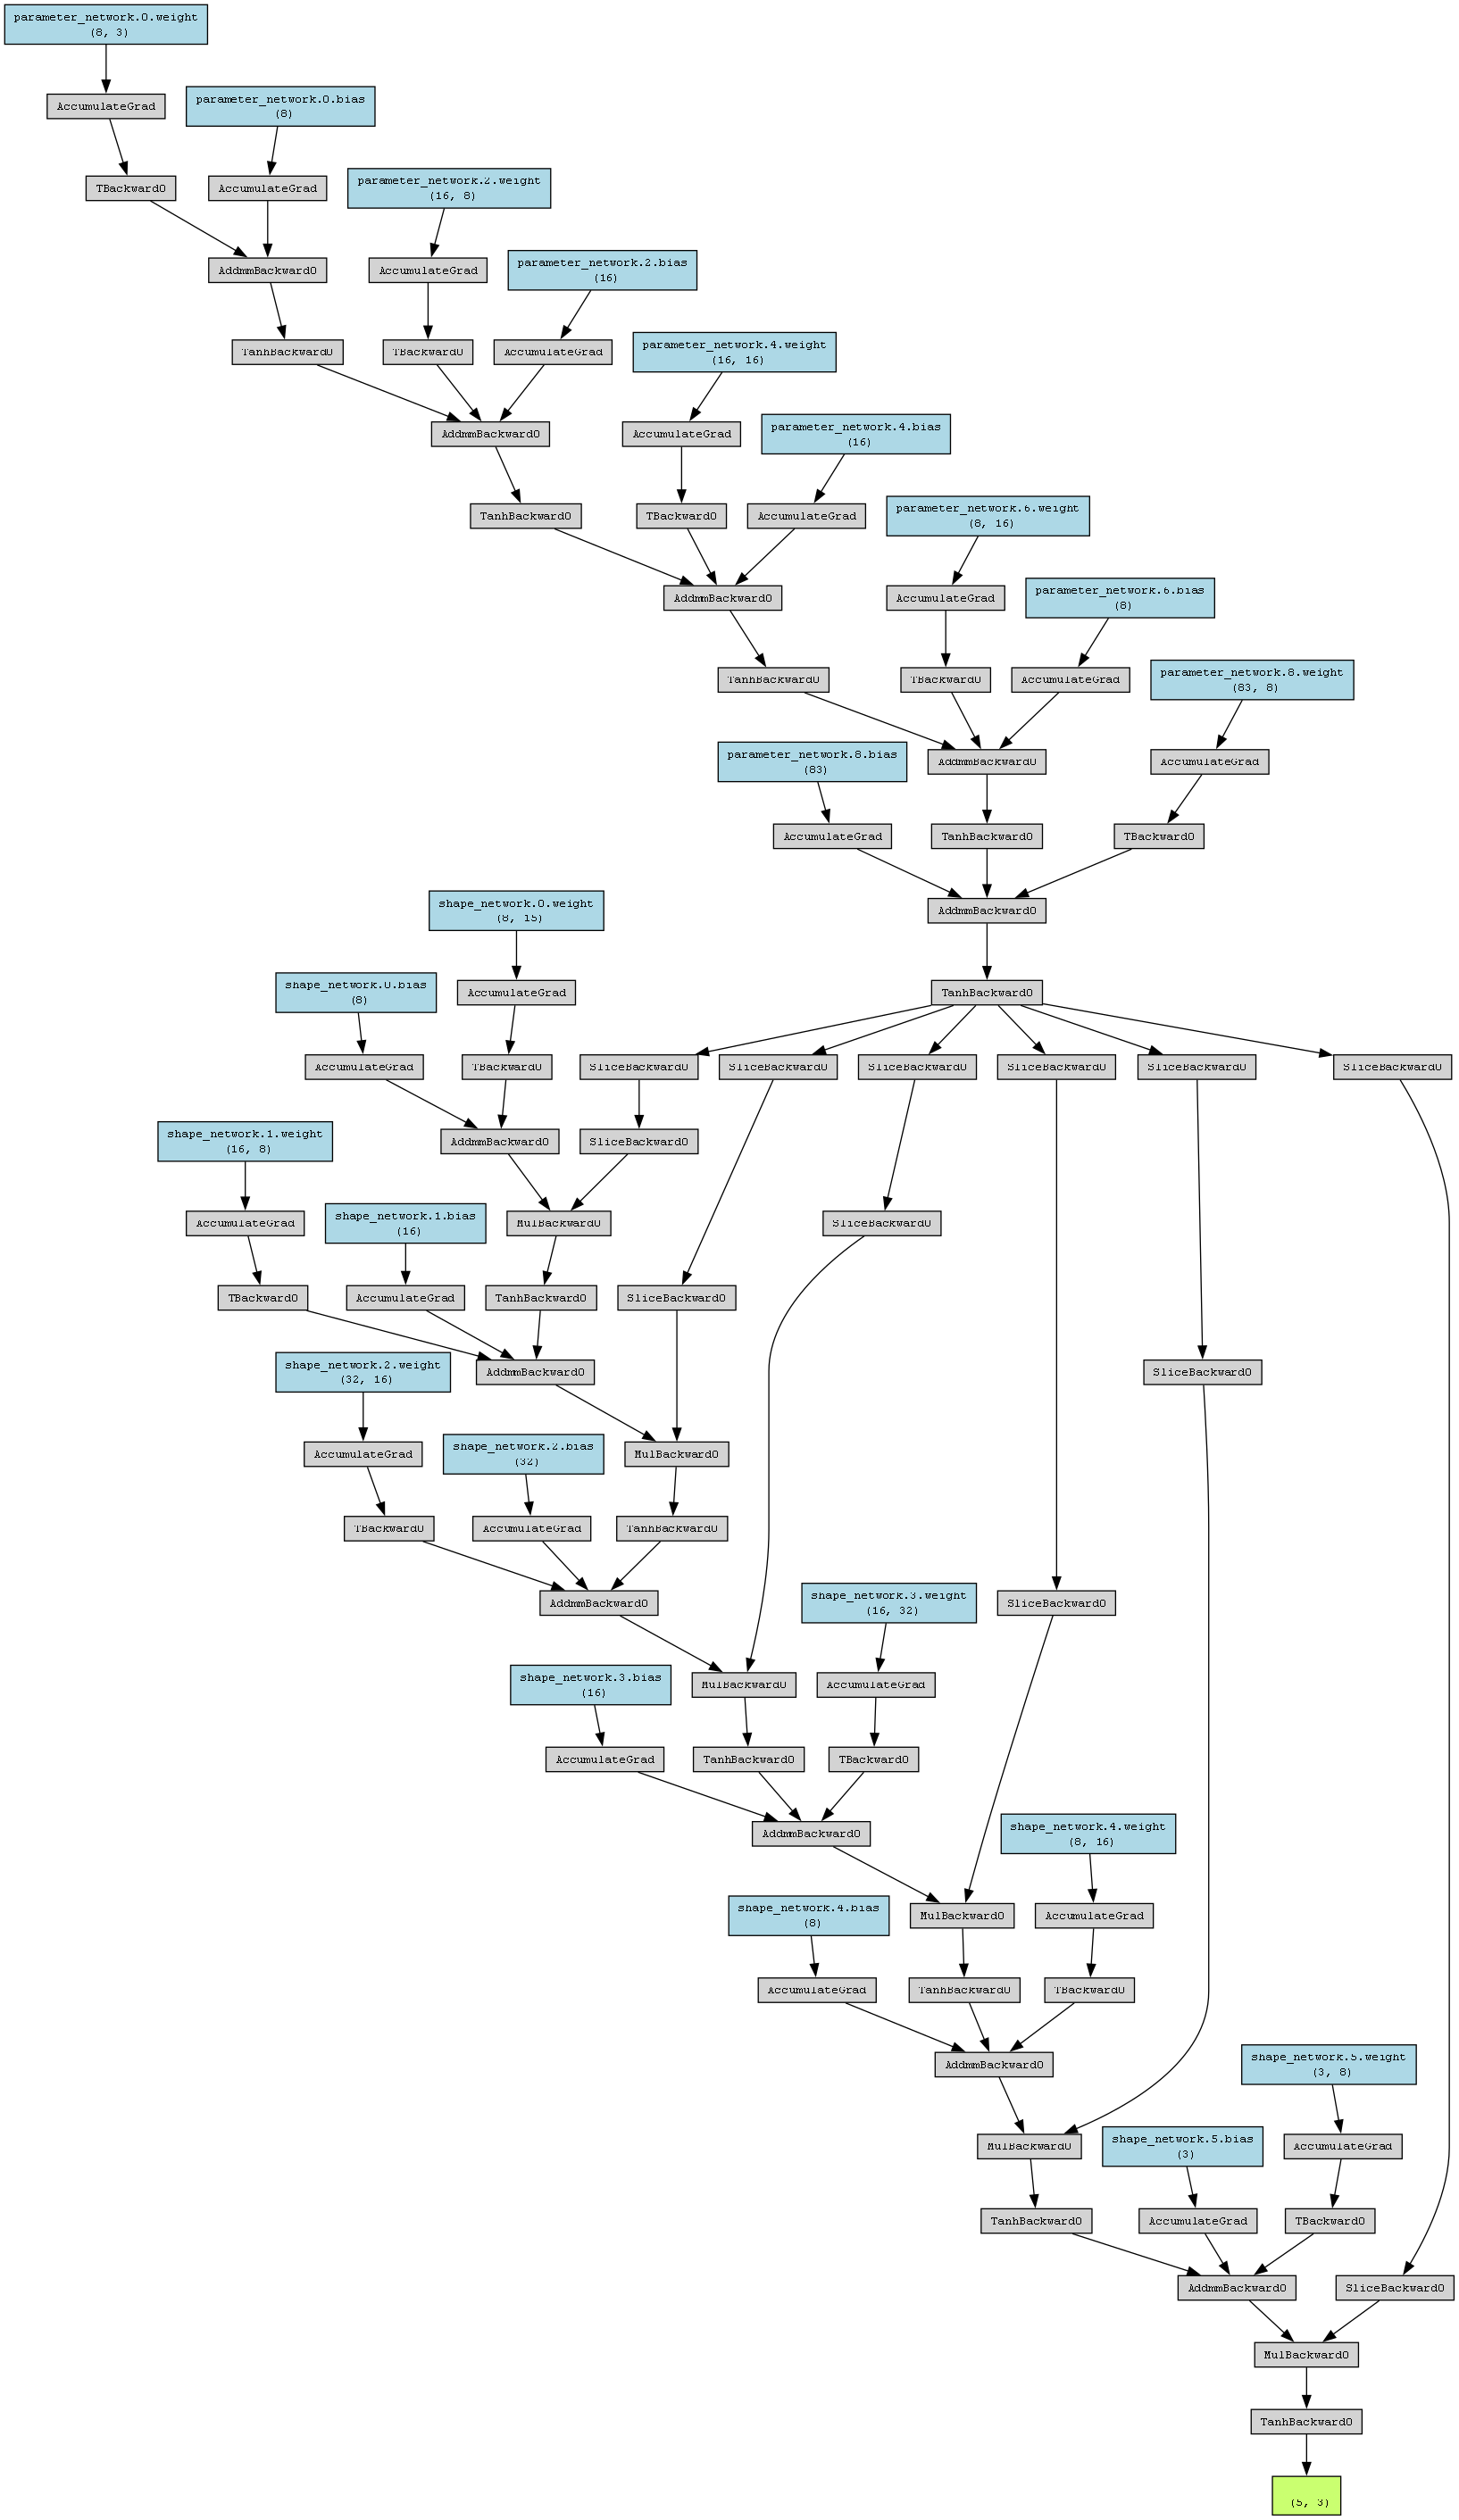 parameter_network.0.weight
(8, 3)
AccumulateGrad
parameter_network.0.bias
(8)
TBackward0
AccumulateGrad
parameter_network.2.weight
(16, 8)
AddmmBackward0
AccumulateGrad
parameter_network.2.bias
(16)
TanhBackward0
TBackward0
AccumulateGrad
parameter_network.4.weight
(16, 16)
AddmmBackward0
AccumulateGrad
parameter_network.4.bias
(16)
TanhBackward0
TBackward0
AccumulateGrad
parameter_network.6.weight
(8, 16)
AddmmBackward0
AccumulateGrad
parameter_network.6.bias
(8)
TanhBackward0
TBackward0
AccumulateGrad
parameter_network.8.weight
(83, 8)
parameter_network.8.bias
(83)
AddmmBackward0
AccumulateGrad
AccumulateGrad
TanhBackward0
TBackward0
shape_network.0.weight
(8, 15)
AddmmBackward0
shape_network.0.bias
(8)
AccumulateGrad
TanhBackward0
AccumulateGrad
TBackward0
SliceBackward0
SliceBackward0
SliceBackward0
SliceBackward0
SliceBackward0
SliceBackward0
shape_network.1.weight
(16, 8)
AddmmBackward0
SliceBackward0
AccumulateGrad
shape_network.1.bias
(16)
MulBackward0
SliceBackward0
TBackward0
AccumulateGrad
TanhBackward0
SliceBackward0
shape_network.2.weight
(32, 16)
AddmmBackward0
SliceBackward0
AccumulateGrad
shape_network.2.bias
(32)
MulBackward0
TBackward0
AccumulateGrad
TanhBackward0
AddmmBackward0
shape_network.3.weight
(16, 32)
SliceBackward0
shape_network.3.bias
(16)
MulBackward0
AccumulateGrad
AccumulateGrad
TanhBackward0
TBackward0
AddmmBackward0
shape_network.4.weight
(8, 16)
shape_network.4.bias
(8)
MulBackward0
AccumulateGrad
AccumulateGrad
TanhBackward0
TBackward0
AddmmBackward0
shape_network.5.weight
(3, 8)
MulBackward0
shape_network.5.bias
(3)
AccumulateGrad
TanhBackward0
AccumulateGrad
TBackward0
AddmmBackward0
SliceBackward0
MulBackward0
TanhBackward0
(5, 3)